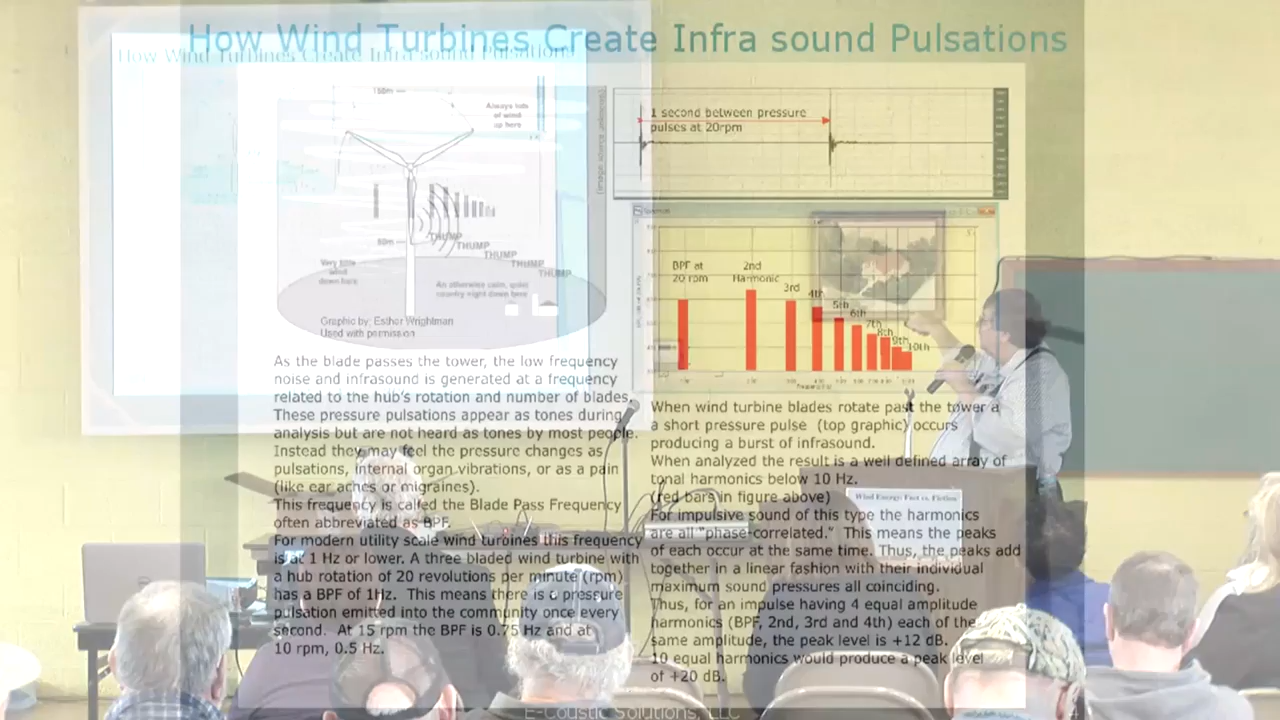 How Wind Turbines Create Infra sound Pulsations
How Wind Turbines Create Infra sound Pulsations
150m
Always lots
of wind
up here
50m
THUMP
THUMP
THUMP
THUMP
THUMP
Very little
wind
down here
An otherwise calm, quiet
country night down here
Graphic by: Esther Wrightman
Used with permission
As the blade passes the tower, the low frequency
noise and infrasound is generated at a frequency
related to the hub's rotation and number of blades.
These pressure pulsations appear as tones during
analysis but are not heard as tones by most people.
Instead they may feel the pressure changes as
pulsations, internal organ vibrations, or as a pain
(like ear aches or migraines).
This frequency is called the Blade Pass Frequency
often abbreviated as BPF.
For modern utility scale wind turbines this frequency
is at 1 Hz or lower. A three bladed wind turbine with
a hub rotation of 20 revolutions per minute (rpm)
has a BPF of 1Hz. This means there is a pressure
pulsation emitted into the community once every
second. At 15 rpm the BPF is 0.75 Hz and at
10 rpm, 0.5 Hz.
1 second between pressure
pulses at 20rpm
BPF at
20 rpm
2nd
Harmonic
3rd
4th
5th
6th
7th
8th
9th
10th
When wind turbine blades rotate past the tower a
a short pressure pulse (top graphic) occurs
producing a burst of infrasound.
When analyzed the result is a well defined array of
tonal harmonics below 10 Hz.
(red bars in figure above)
For impulsive sound of this type the harmonics
are all "phase-correlated." This means the peaks
of each occur at the same time. Thus, the peaks add
together in a linear fashion with their individual
maximum sound pressures all coinciding.
Thus, for an impulse having 4 equal amplitude
harmonics (BPF, 2nd, 3rd and 4th) each of the
same amplitude, the peak level is +12 dB.
10 equal harmonics would produce a peak level
of +20 dB.
Wind Energy: Fact vs. Fiction
E-Coustic Solutions, LLC